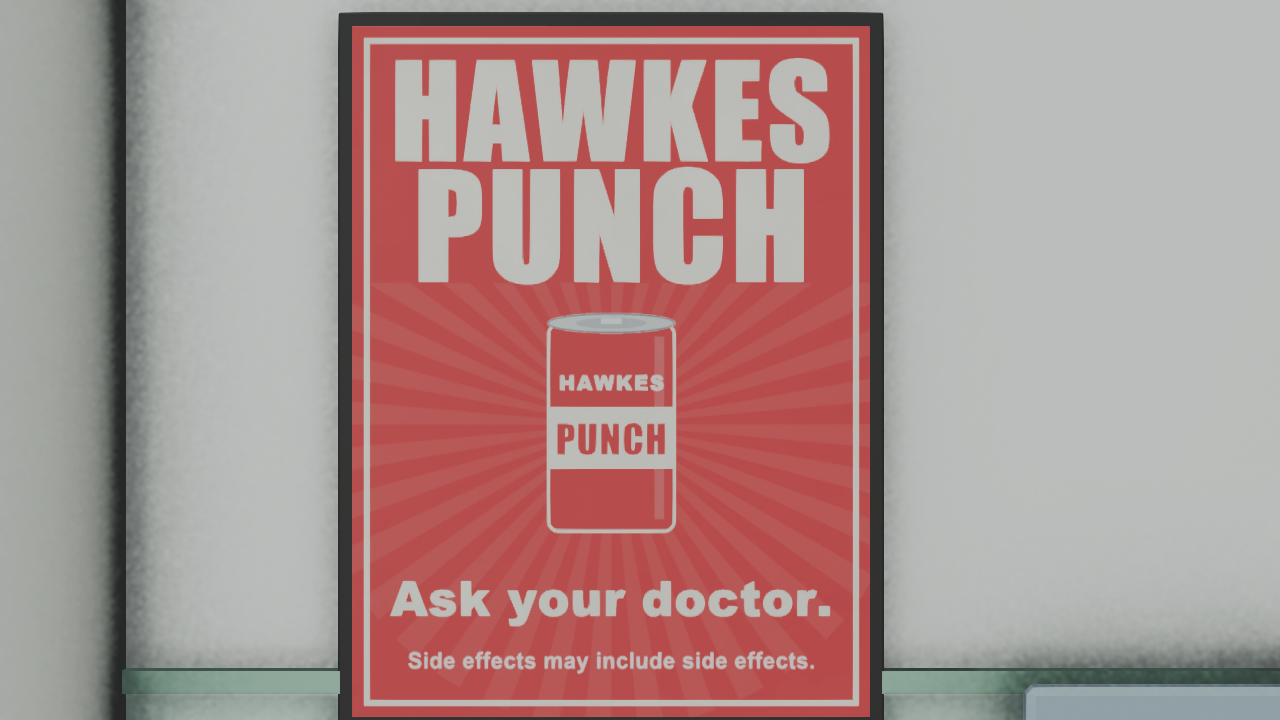 HAWKES
PUNCH
HAWKES
PUNCH
Ask your doctor.
Side effects may include side effects.